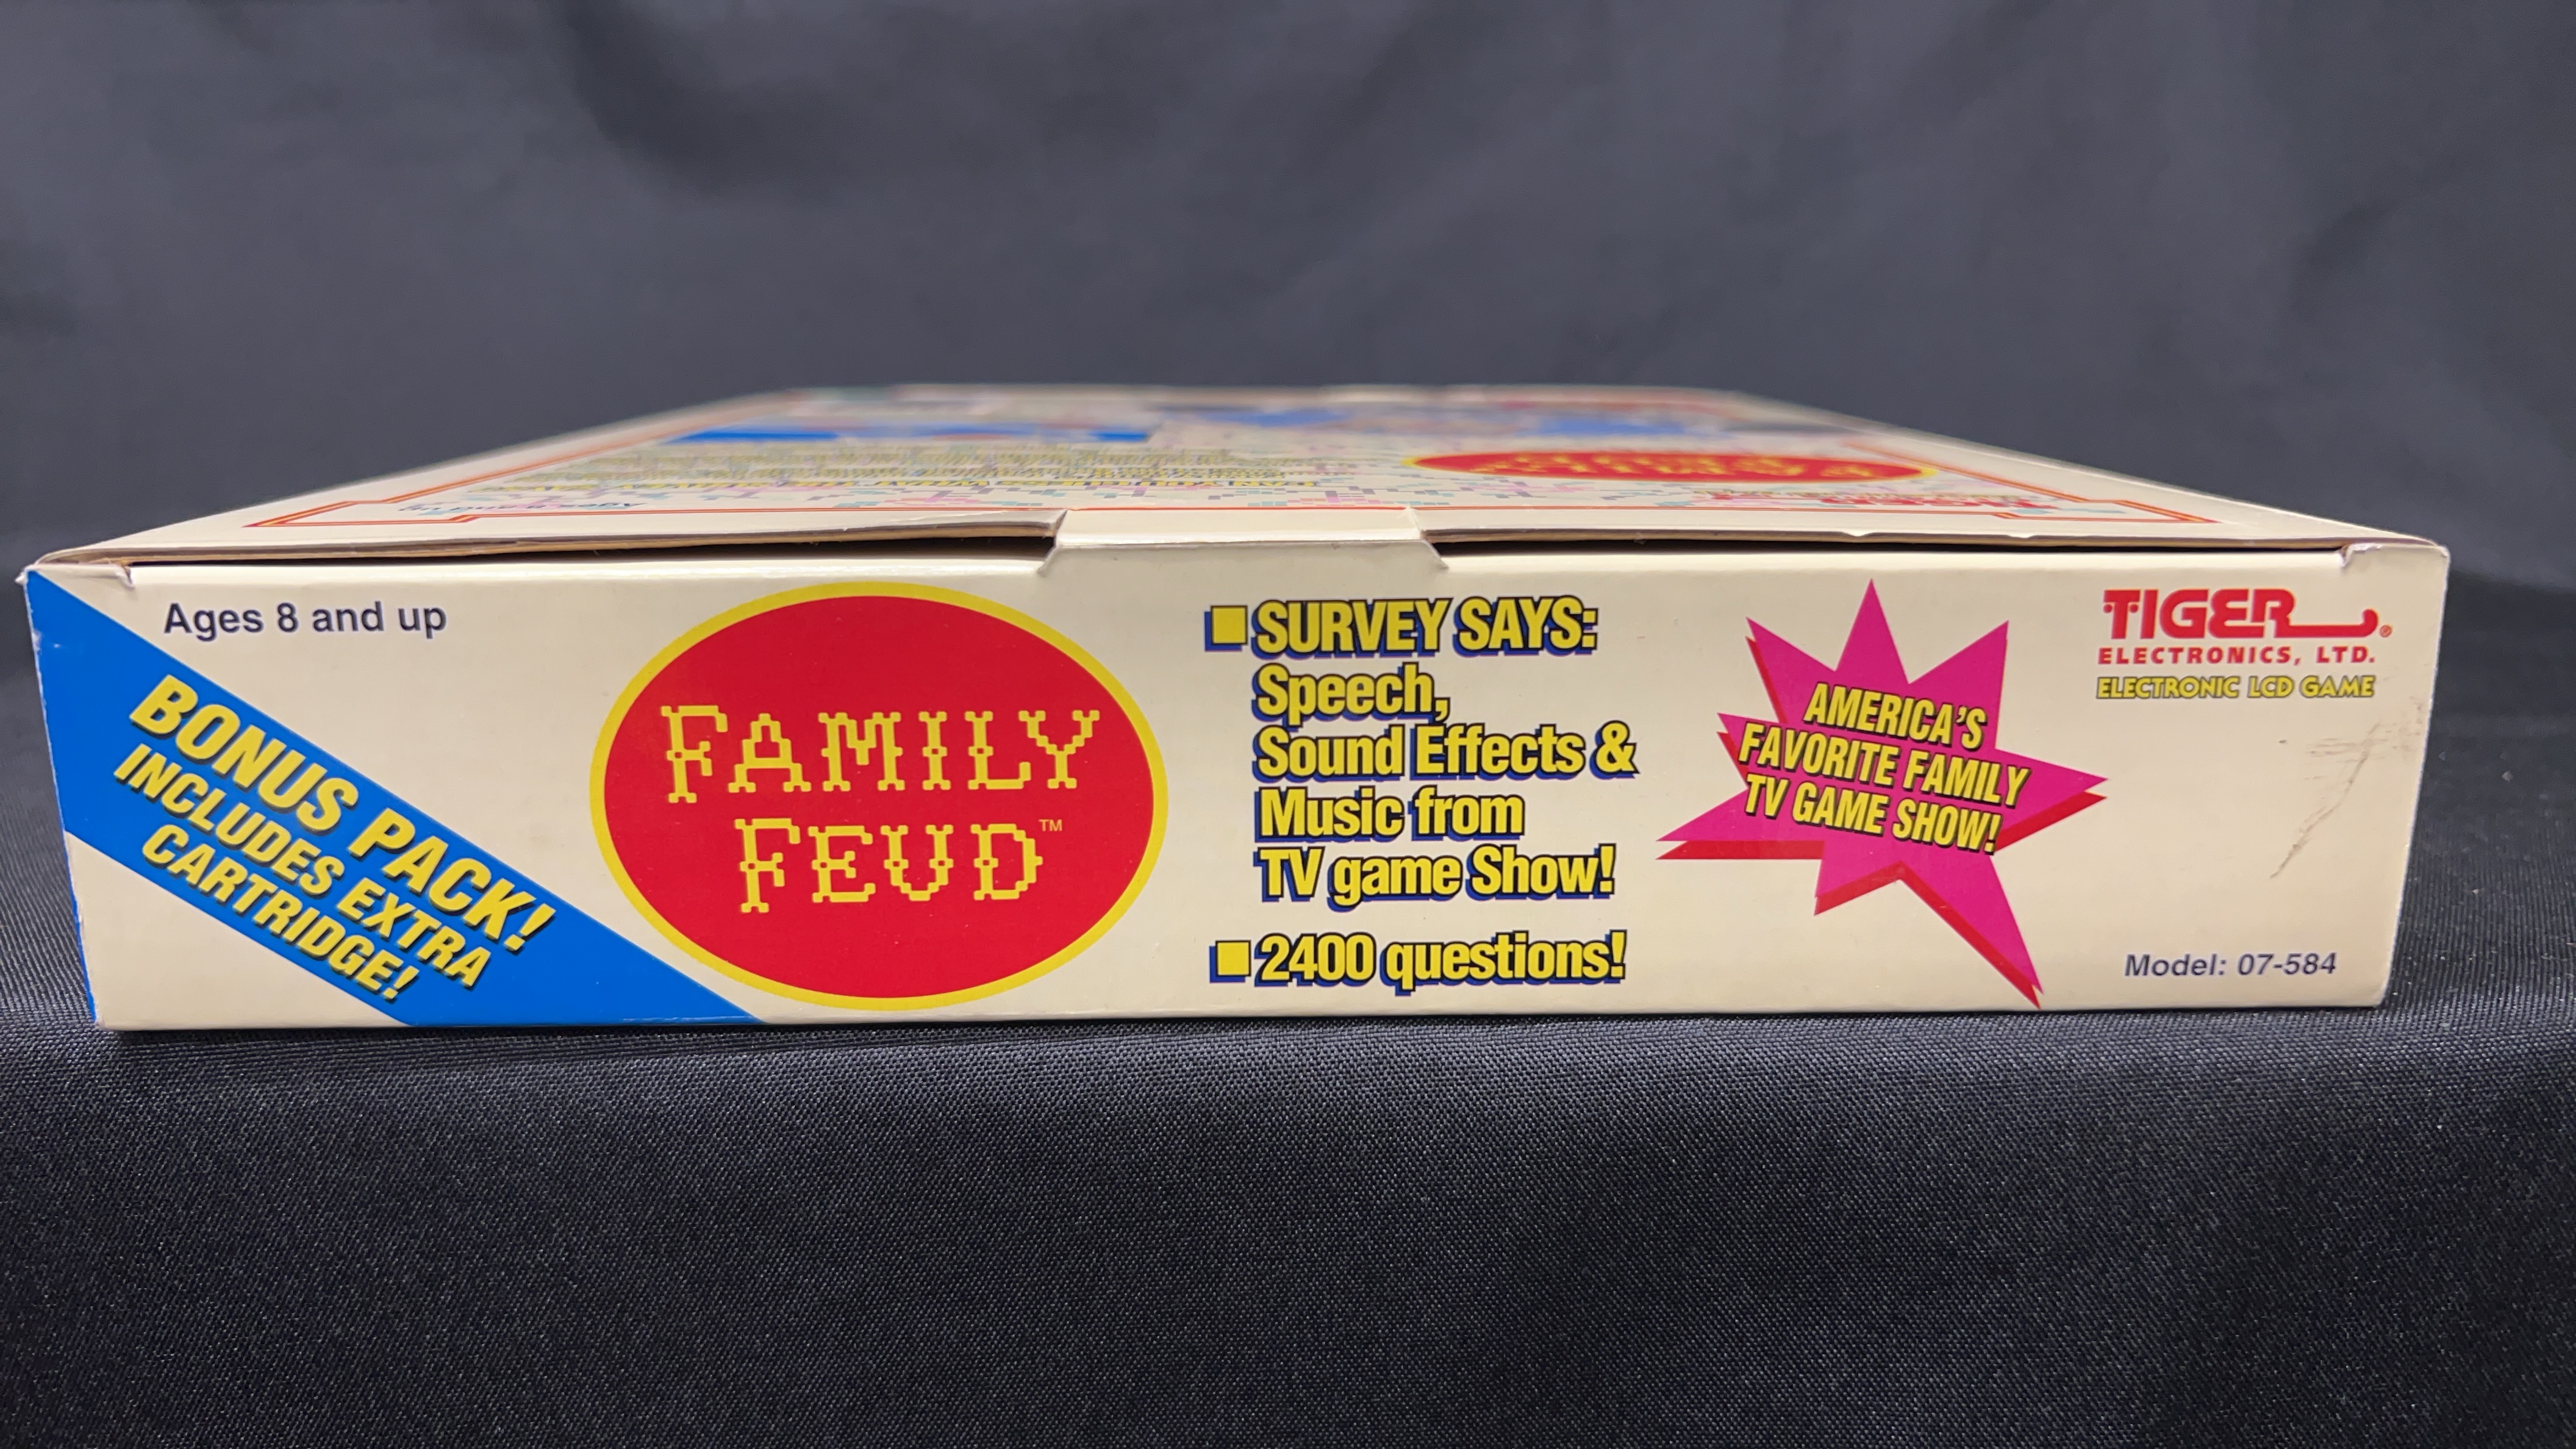 Ages 8 and up
BONUS PACK!
INCLUDES EXTRA
CARTRIDGE!
FAMILY
FEUD™
SURVEY SAYS:
Speech,
Sound Effects &
Music from
TV game Show!
2400 questions!
AMERICA'S
FAVORITE FAMILY
TV GAME SHOW!
TIGER®
ELECTRONICS, LTD.
ELECTRONIC LCD GAME
Model: 07-584